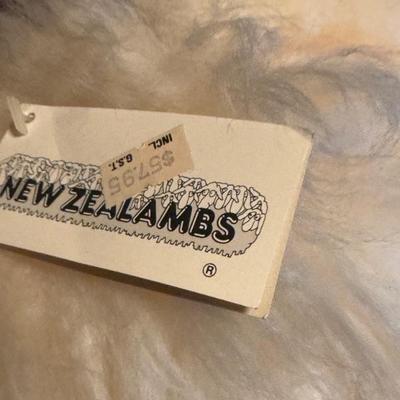 INCL.
G.S.T.
$57.95
NEW ZEALAMBS
®